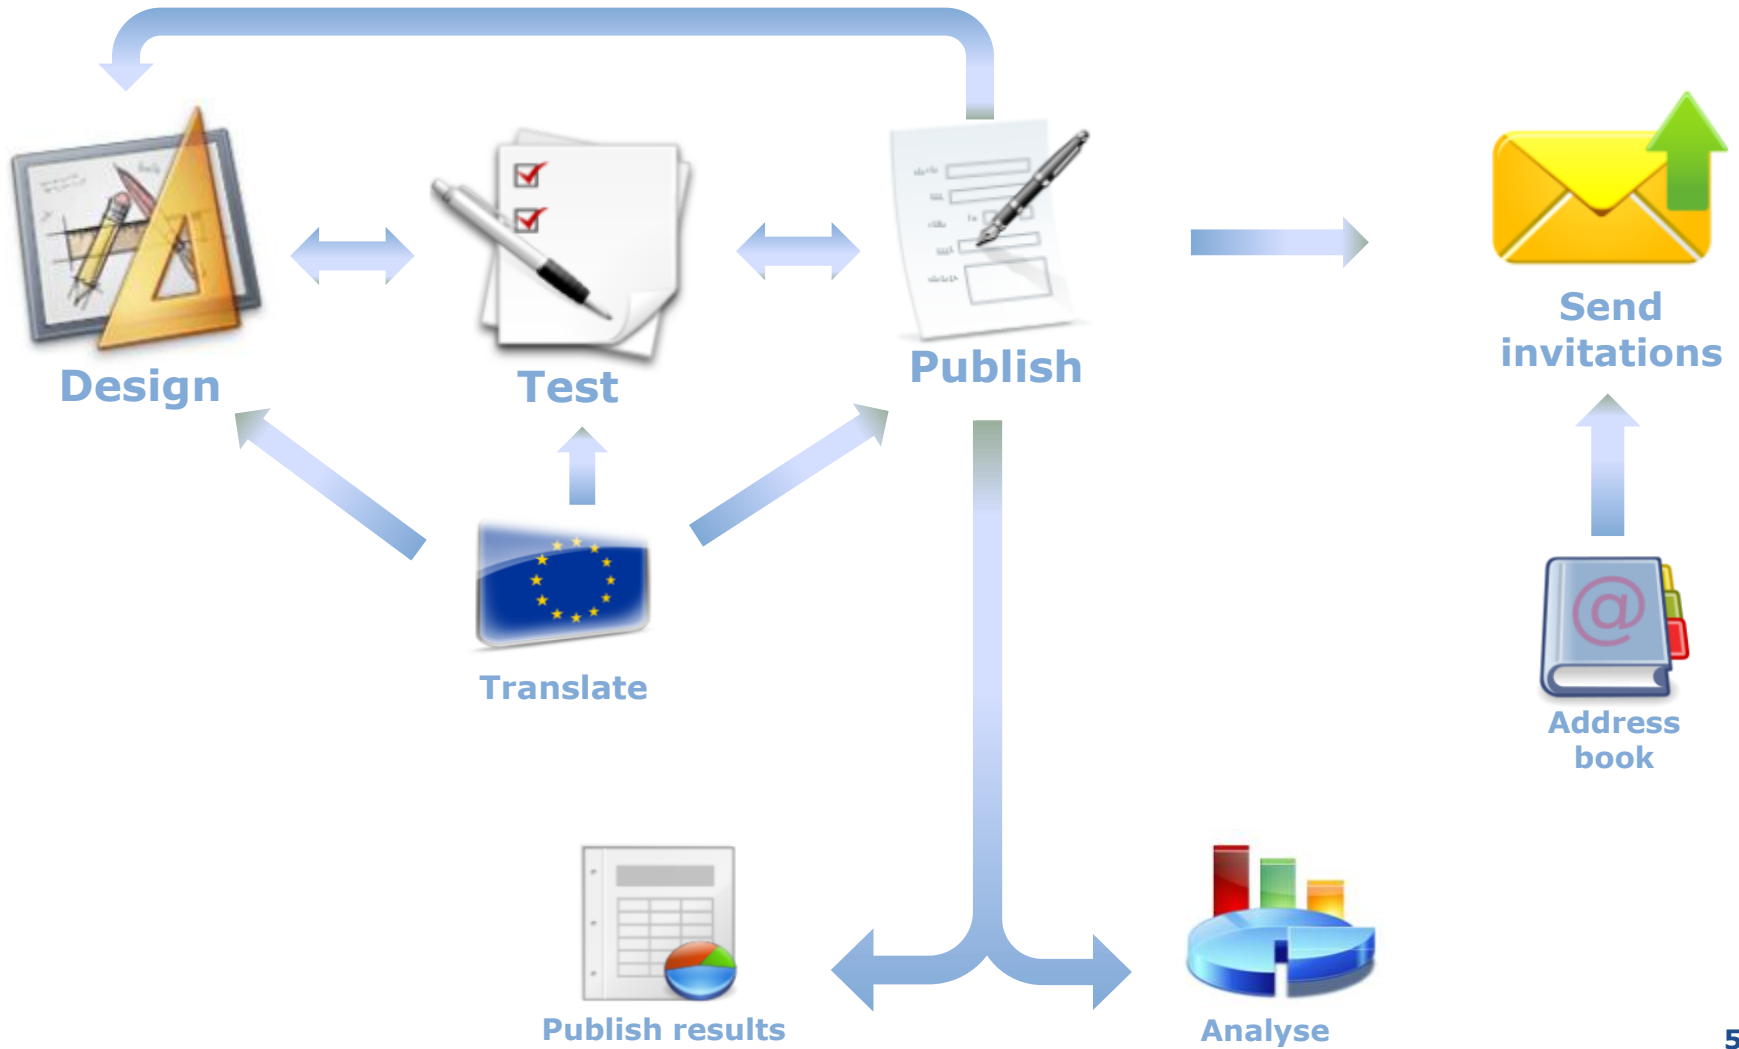 Design
Test
Publish
Send
invitations
Translate
@
Address
book
Publish results
Analyse
5